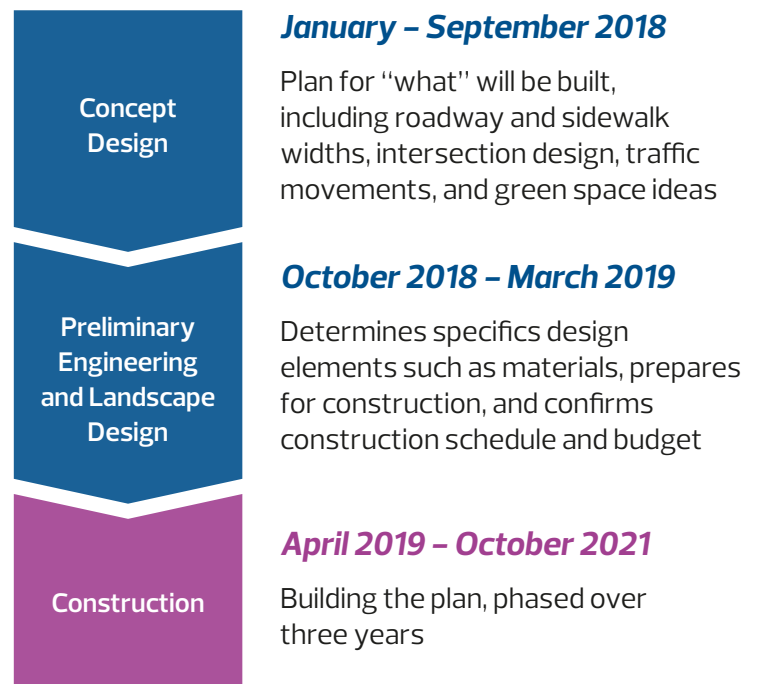 Concept
Design
January – September 2018
Plan for “what” will be built,
including roadway and sidewalk
widths, intersection design, traffic
movements, and green space ideas
Preliminary
Engineering
and Landscape
Design
October 2018 – March 2019
Determines specifics design
elements such as materials, prepares
for construction, and confirms
construction schedule and budget
Construction
April 2019 – October 2021
Building the plan, phased over
three years